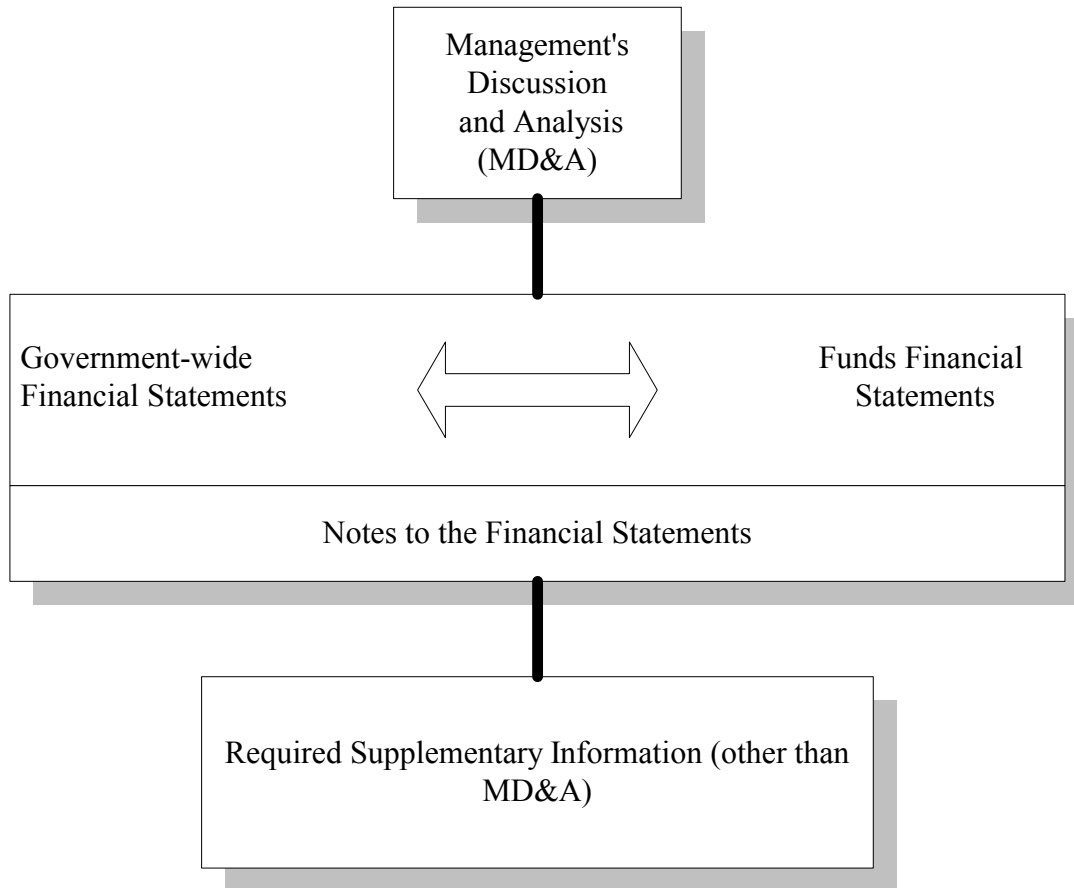 Management's
Discussion
and Analysis
(MD&A)
Government-wide
Financial Statements
Funds Financial
Statements
Notes to the Financial Statements
Required Supplementary Information (other than
MD&A)